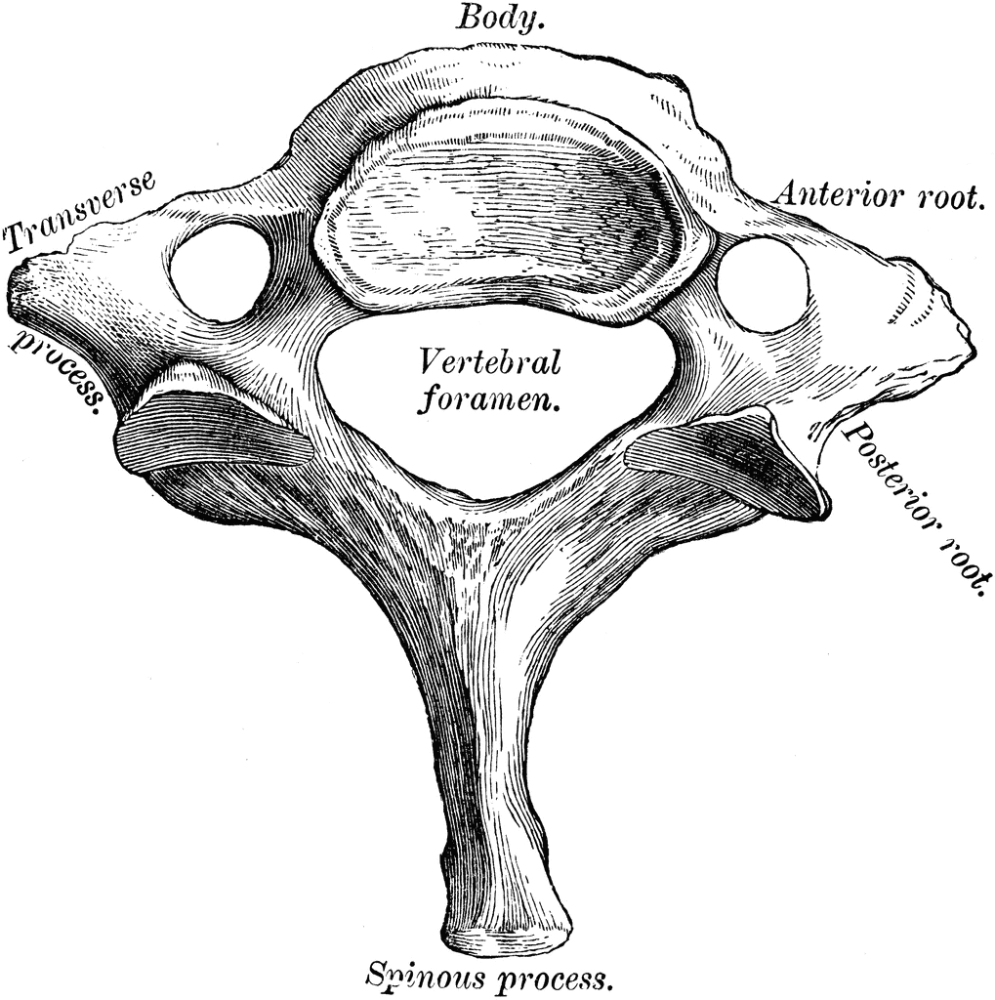 Body.
Transverse
process.
Anterior root.
Vertebral
foramen.
Posterior root.
Spinous process.